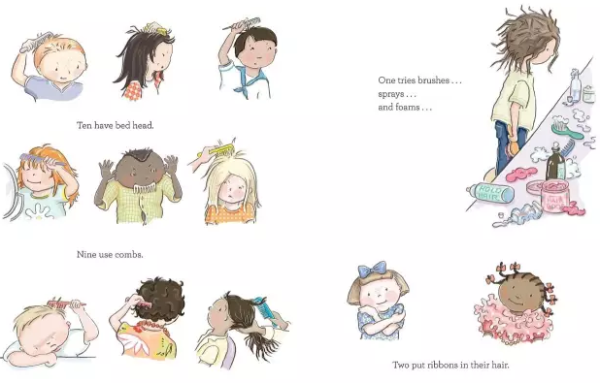 Ten have bed head.
Nine use combs.
One tries brushes . . .
sprays . . .
and foams . . .
Two put ribbons in their hair.